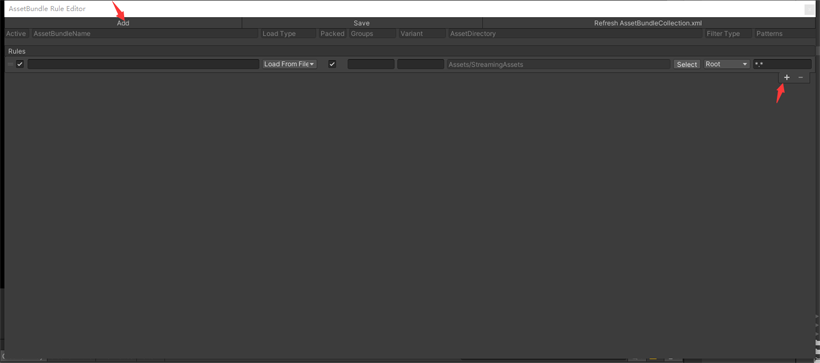 AssetBundle Rule Editor
Add Save Refresh AssetBundleCollection.xml
Active AssetBundleName Load Type Packed Groups Variant AssetDirectory Filter Type Patterns
Rules
Load From File Assets/StreamingAssets Select Root *.*
+ −